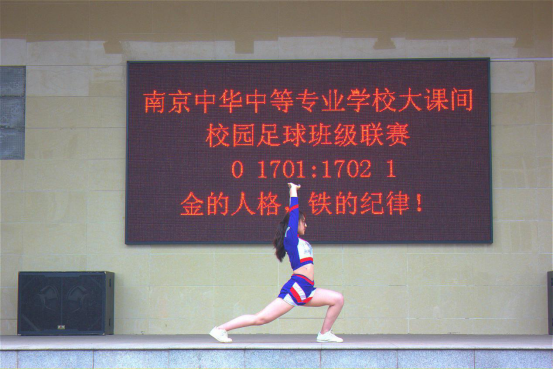 南京中华中等专业学校大课间
校园足球班级联赛
0 1701:1702 1
金的人格、铁的纪律！